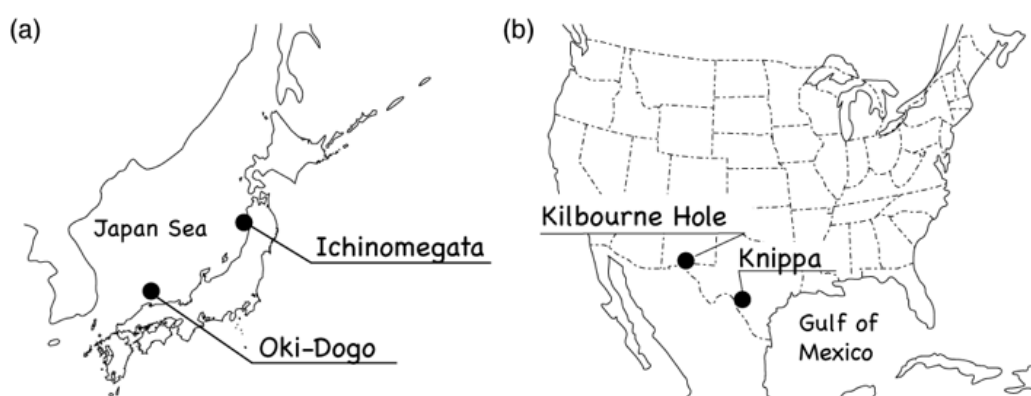 (a)
Japan Sea
Ichinomegata
Oki-Dogo
(b)
Kilbourne Hole
Knippa
Gulf of
Mexico